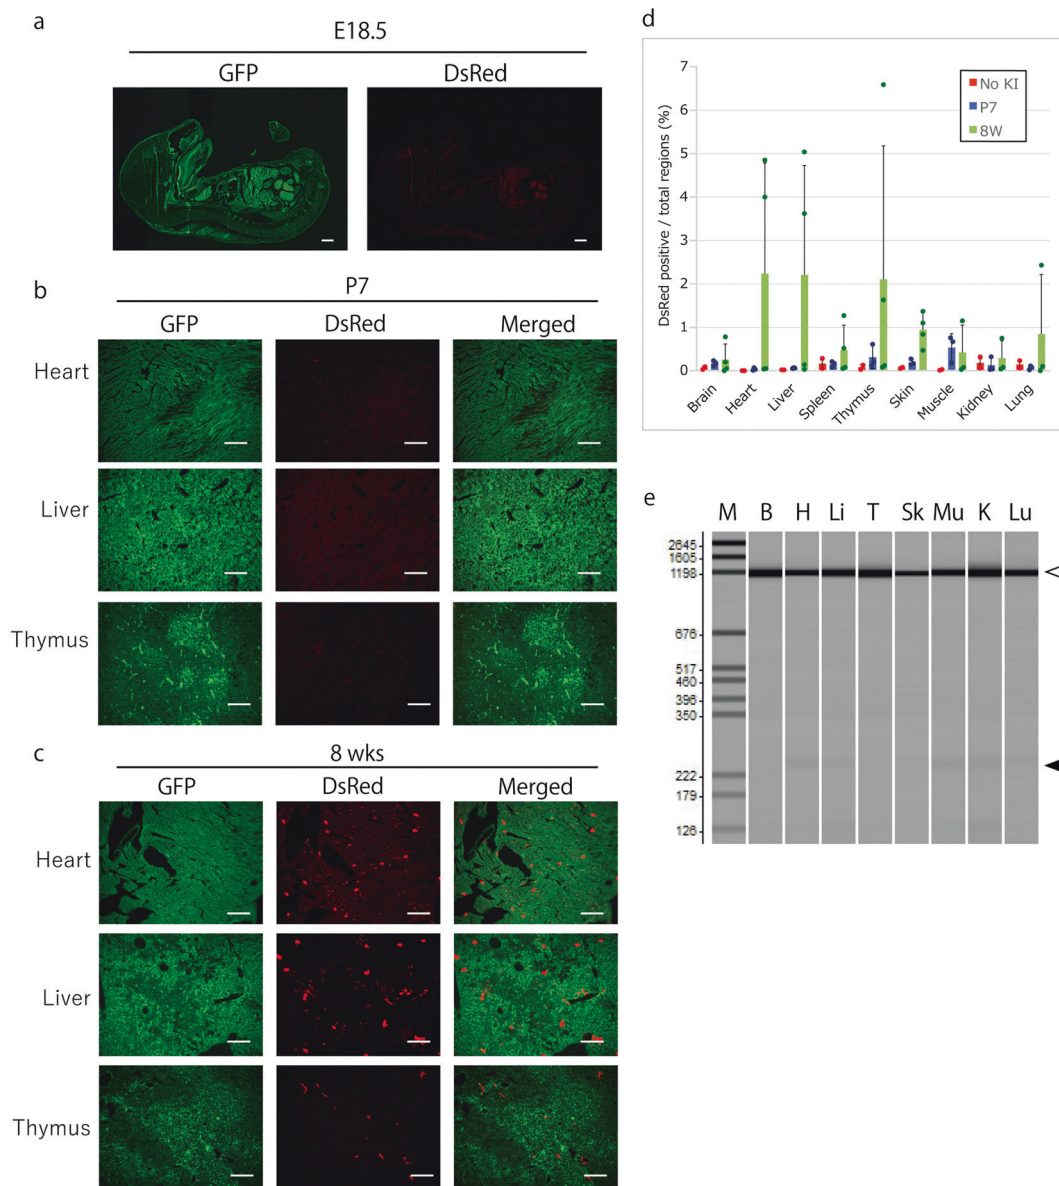 a
E18.5
GFP DsRed
b
P7
GFP DsRed Merged
Heart
Liver
Thymus
c
8 wks
GFP DsRed Merged
Heart
Liver
Thymus
d
DsRed positive / total regions (%)
7
6
5
4
3
2
1
0
No KI
P7
8W
Brain Heart Liver Spleen Thymus Skin Muscle Kidney Lung
e
M B H Li T Sk Mu K Lu
2645
1605
1198
676
517
460
396
350
222
179
126